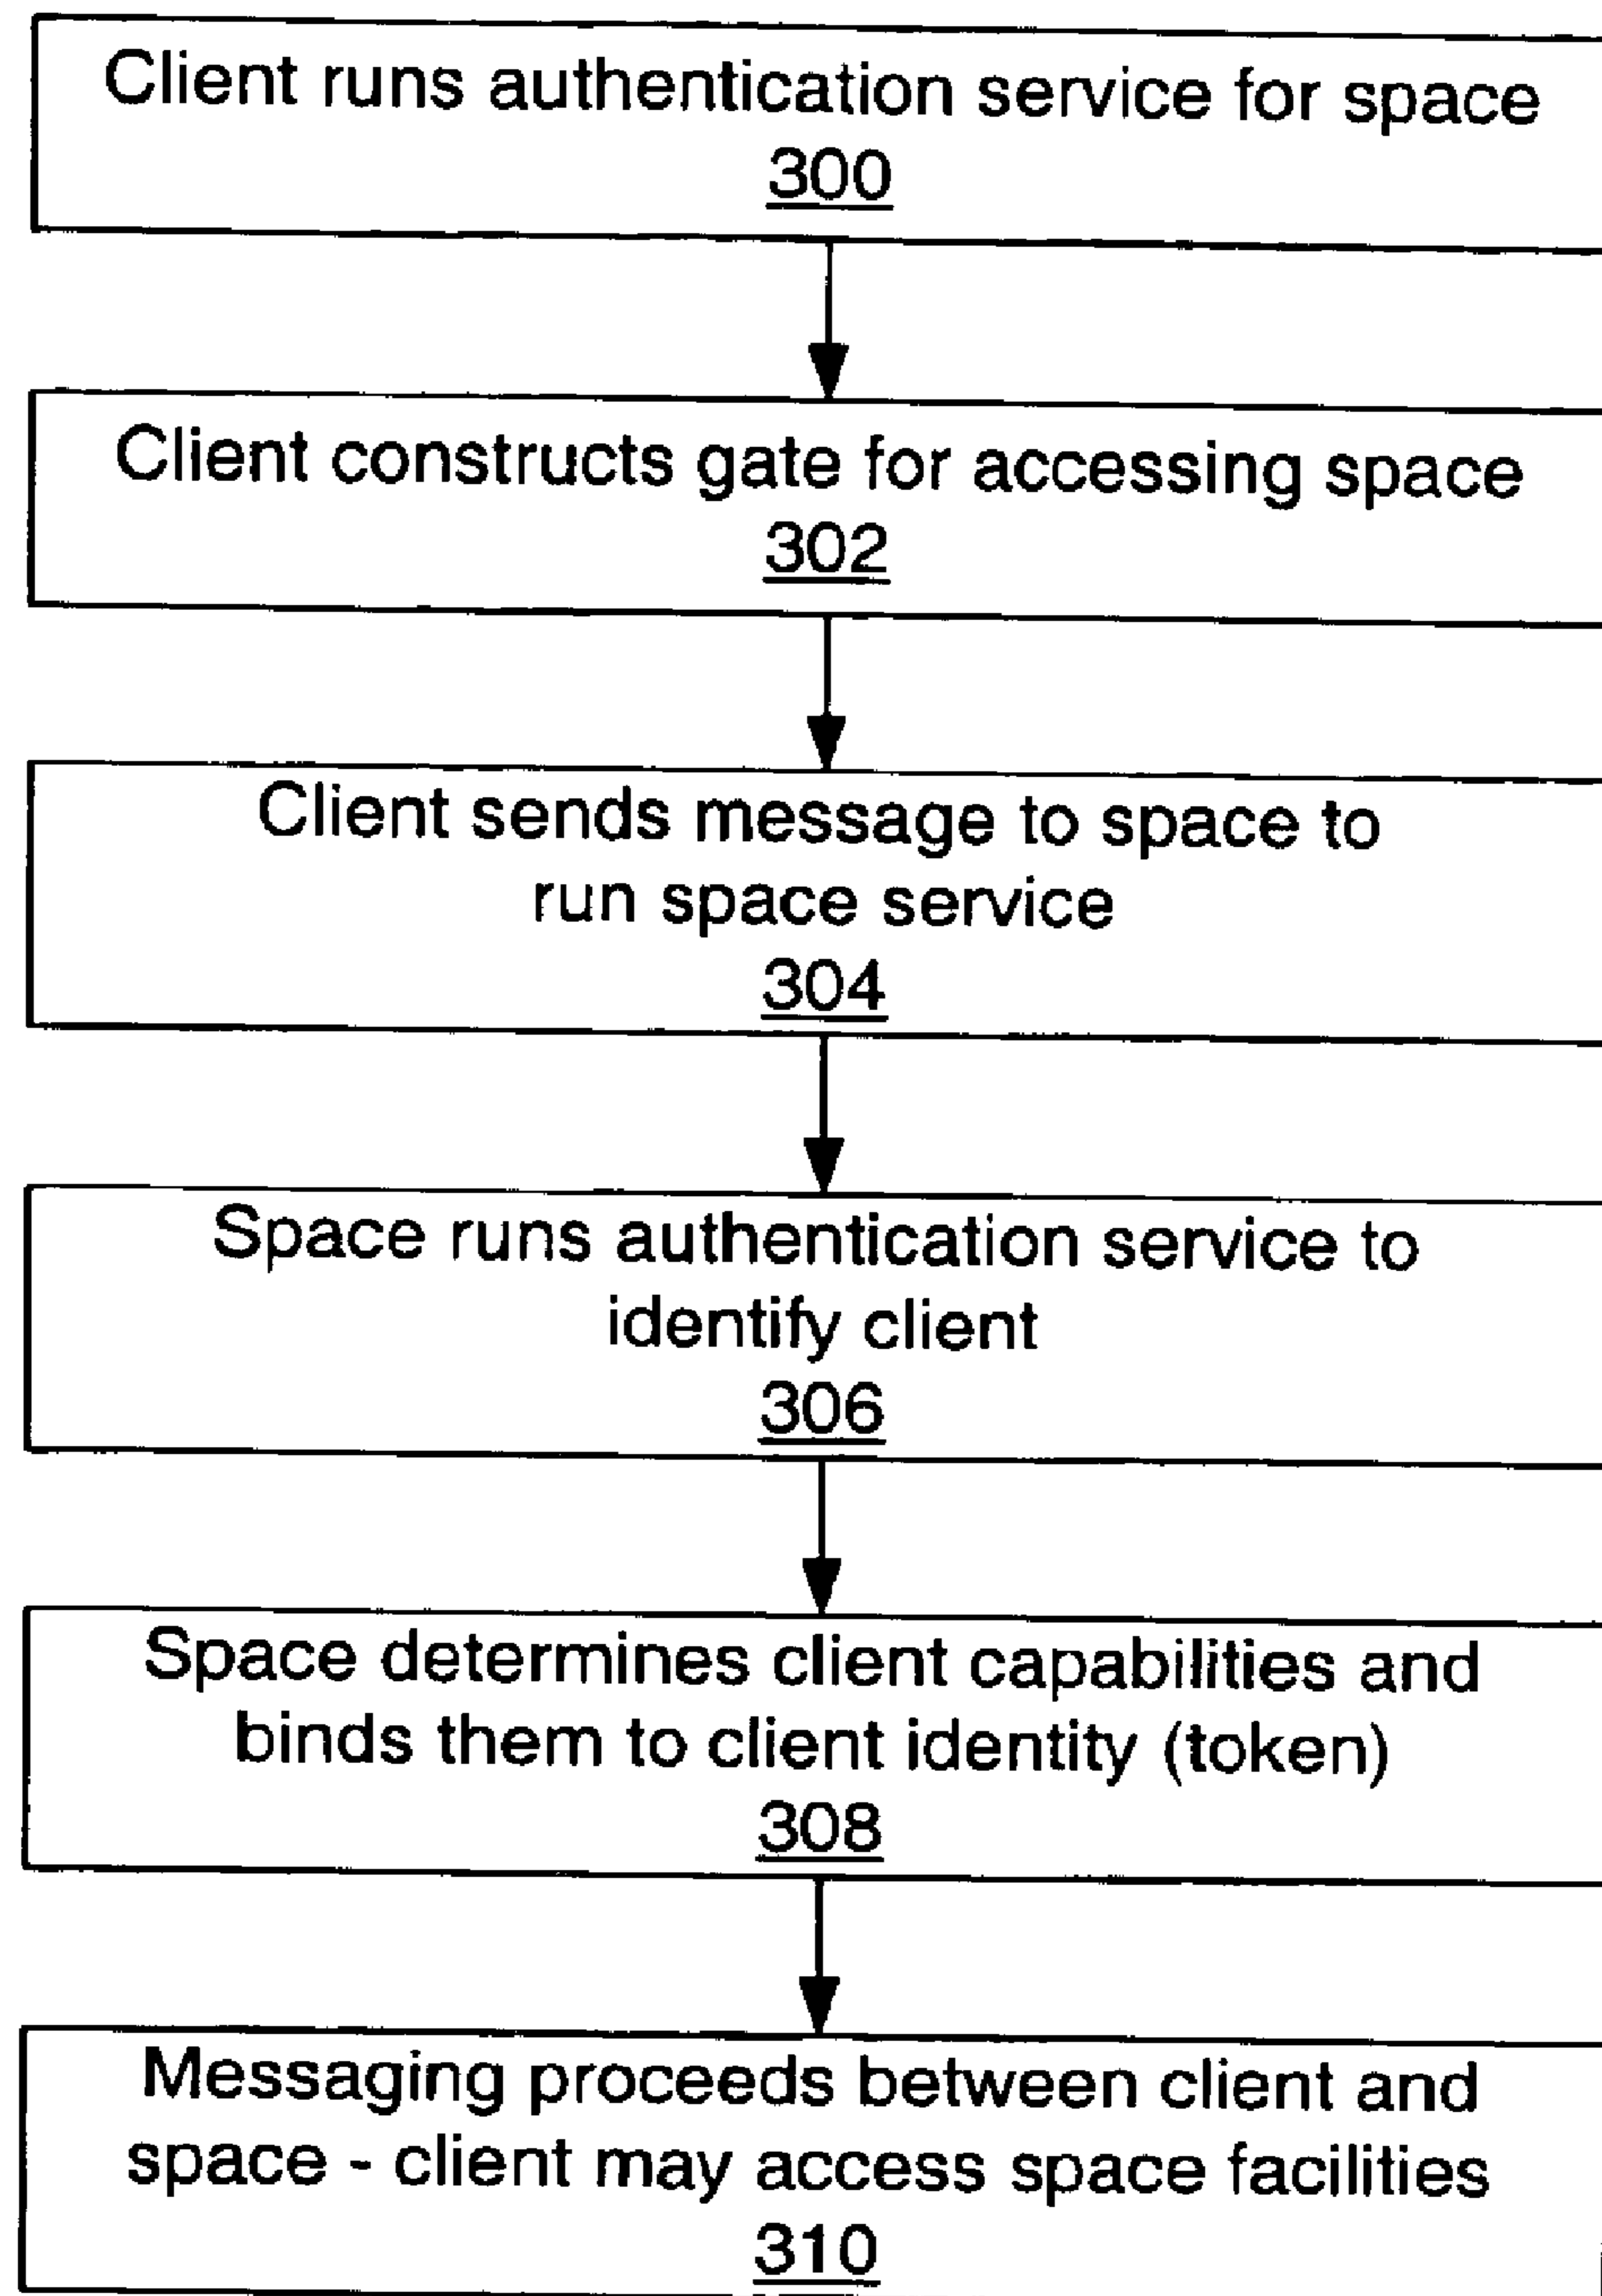 Client runs authentication service for space
300
Client constructs gate for accessing space
302
Client sends message to space to
run space service
304
Space runs authentication service to
identify client
306
Space determines client capabilities and
binds them to client identity (token)
308
Messaging proceeds between client and
space - client may access space facilities
310